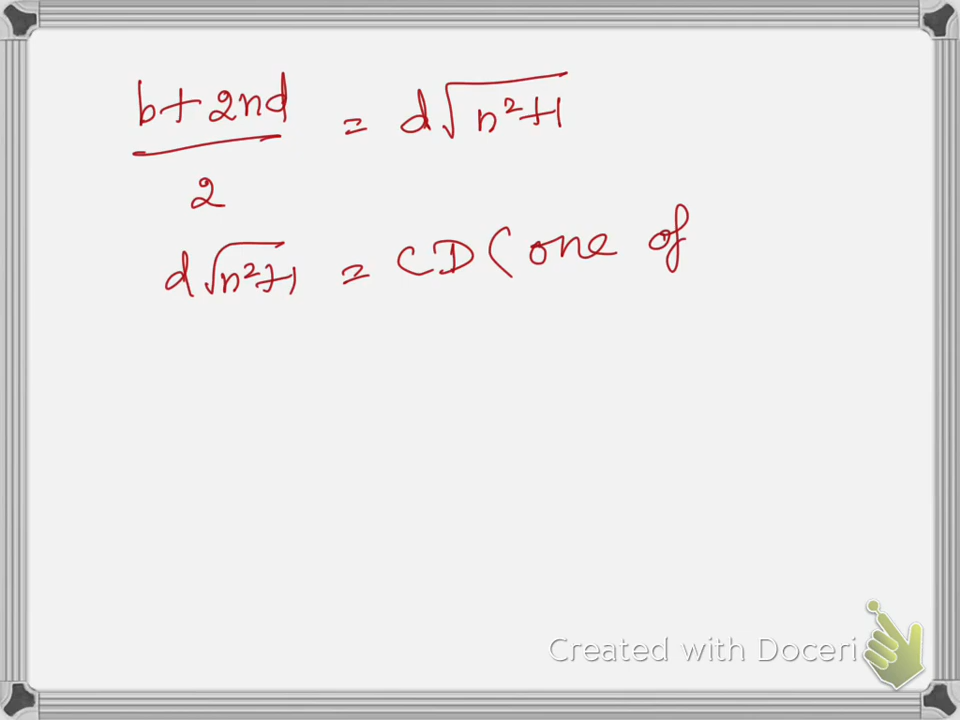 b+2nd = d√n²+1
2
d√n²+1 = CD (one of
Created with Doceri